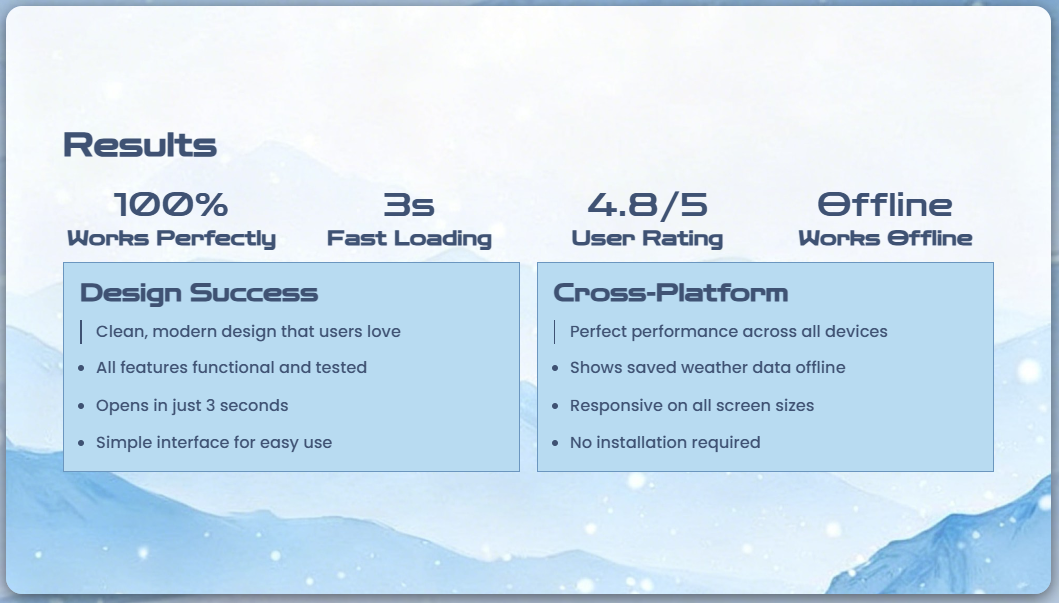 Results
100%
Works Perfectly
3s
Fast Loading
4.8/5
User Rating
Offline
Works Offline
Design Success
Clean, modern design that users love
• All features functional and tested
• Opens in just 3 seconds
• Simple interface for easy use
Cross-Platform
Perfect performance across all devices
• Shows saved weather data offline
• Responsive on all screen sizes
• No installation required